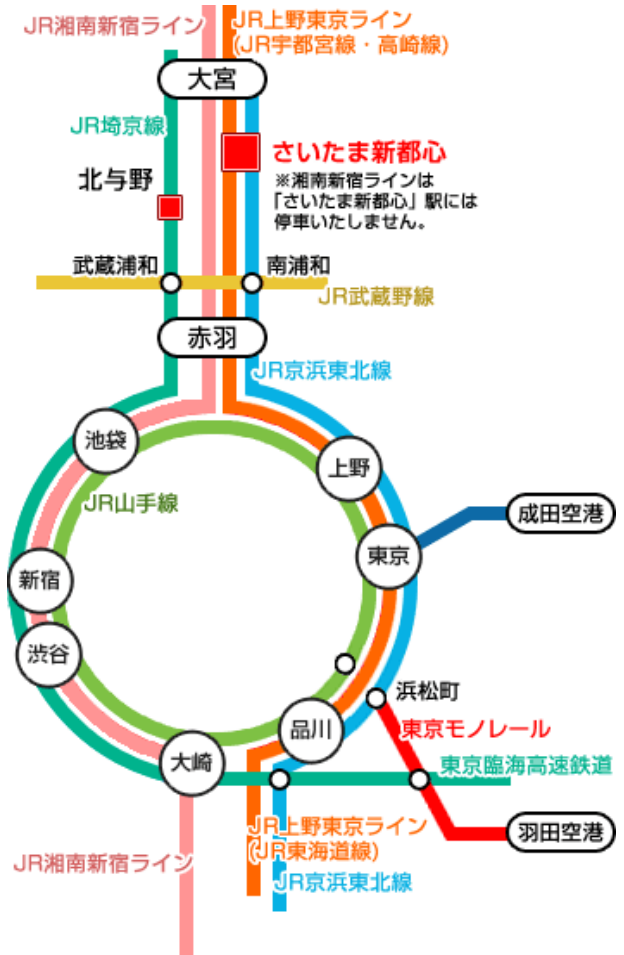 JR湘南新宿ライン
JR上野東京ライン
(JR宇都宮線・高崎線)
大宮
JR埼京線
さいたま新都心
※湘南新宿ラインは
「さいたま新都心」駅には
停車いたしません。
北与野
武蔵浦和
南浦和
JR武蔵野線
赤羽
JR京浜東北線
池袋
上野
JR山手線
成田空港
東京
新宿
渋谷
浜松町
品川
東京モノレール
大崎
東京臨海高速鉄道
JR上野東京ライン
(JR東海道線)
羽田空港
JR湘南新宿ライン
JR京浜東北線